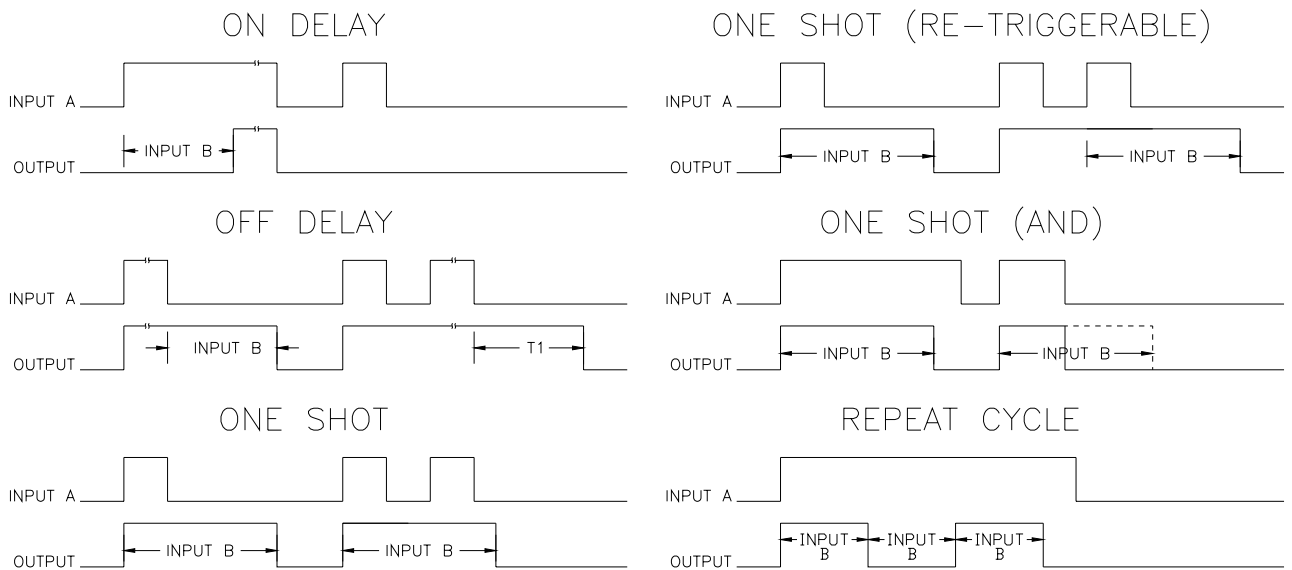 ON DELAY
INPUT A
INPUT B
OUTPUT
OFF DELAY
INPUT A
INPUT B
T1
OUTPUT
ONE SHOT
INPUT A
INPUT B
INPUT B
OUTPUT
ONE SHOT (RE-TRIGGERABLE)
INPUT A
INPUT B
INPUT B
OUTPUT
ONE SHOT (AND)
INPUT A
INPUT B
INPUT B
OUTPUT
REPEAT CYCLE
INPUT A
INPUT
B
INPUT
B
INPUT
B
OUTPUT